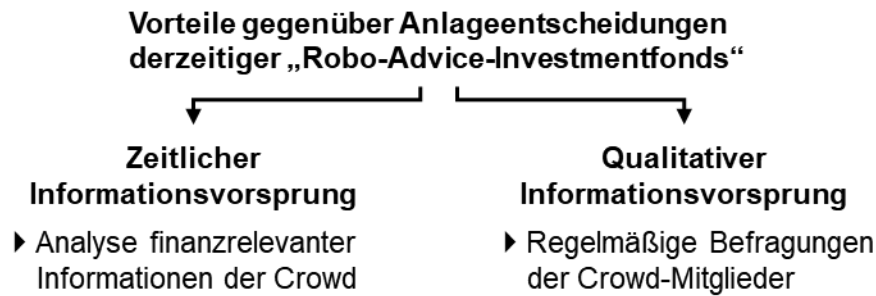 Vorteile gegenüber Anlageentscheidungen
derzeitiger „Robo-Advice-Investmentfonds“
Zeitlicher
Informationsvorsprung
Analyse finanzrelevanter
Informationen der Crowd
Qualitativer
Informationsvorsprung
Regelmäßige Befragungen
der Crowd-Mitglieder